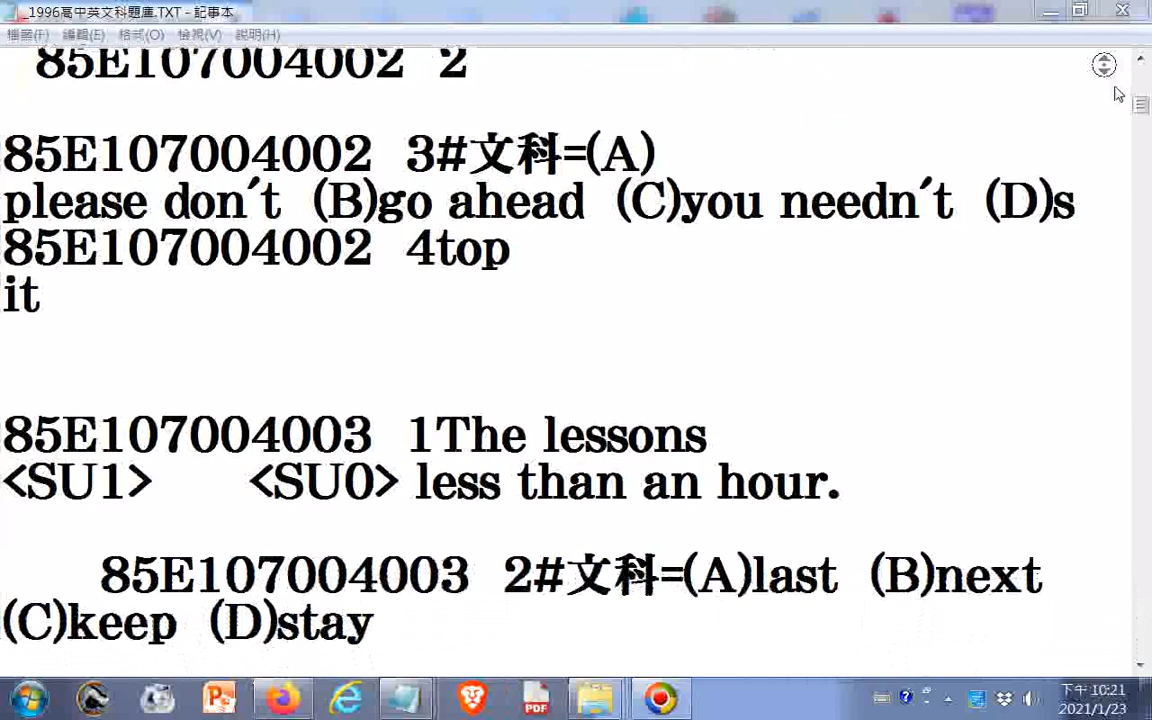 _1996高中英文科題庫.TXT - 記事本
檔案(F) 編輯(E) 格式(O) 檢視(V) 說明(H)
85E107004002 2
85E107004002 3#文科=(A)
please don't (B)go ahead (C)you needn't (D)s
85E107004002 4top
it
85E107004003 1The lessons
<SU1> <SU0> less than an hour.
85E107004003 2#文科=(A)last (B)next
(C)keep (D)stay
PDF
下午 10:21
2021/1/23